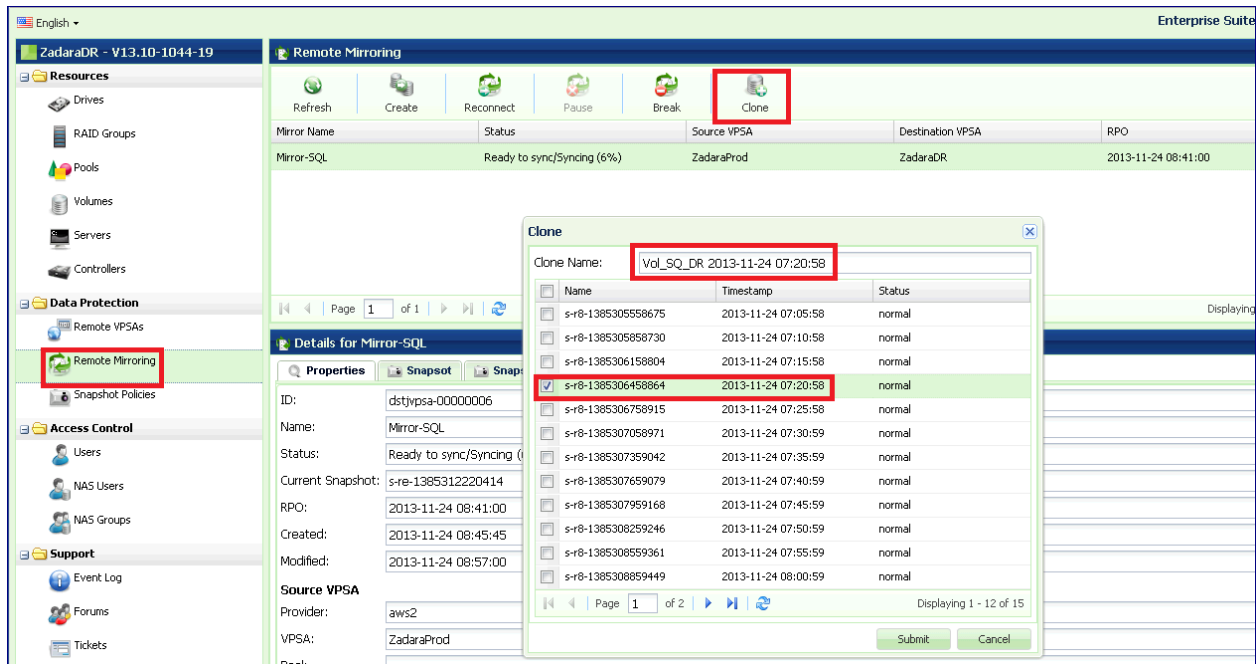 English
Enterprise Suite
ZadaraDR - V13.10-1044-19
Resources
Drives
RAID Groups
Pools
Volumes
Servers
Controllers
Data Protection
Remote VPSAs
Remote Mirroring
Snapshot Policies
Access Control
Users
NAS Users
NAS Groups
Support
Event Log
Forums
Tickets
Remote Mirroring
Refresh Create Reconnect Pause Break Clone
Mirror Name Status Source VPSA Destination VPSA RPO
Mirror-SQL Ready to sync/Syncing (6%) ZadaraProd ZadaraDR 2013-11-24 08:41:00
Page 1 of 1 Displaying
Details for Mirror-SQL
Properties Snapsot Snaps
ID: dstjvpsa-00000006
Name: Mirror-SQL
Status: Ready to sync/Syncing (
Current Snapshot: s-re-1385312220414
RPO: 2013-11-24 08:41:00
Created: 2013-11-24 08:45:45
Modified: 2013-11-24 08:57:00
Source VPSA
Provider: aws2
VPSA: ZadaraProd
Clone
Clone Name: Vol_SQ_DR 2013-11-24 07:20:58
Name Timestamp Status
s-r8-1385305558675 2013-11-24 07:05:58 normal
s-r8-1385305858730 2013-11-24 07:10:58 normal
s-r8-1385306158804 2013-11-24 07:15:58 normal
s-r8-1385306458864 2013-11-24 07:20:58 normal
s-r8-1385306758915 2013-11-24 07:25:58 normal
s-r8-1385307058971 2013-11-24 07:30:59 normal
s-r8-1385307359042 2013-11-24 07:35:59 normal
s-r8-1385307659079 2013-11-24 07:40:59 normal
s-r8-1385307959168 2013-11-24 07:45:59 normal
s-r8-1385308259246 2013-11-24 07:50:59 normal
s-r8-1385308559361 2013-11-24 07:55:59 normal
s-r8-1385308859449 2013-11-24 08:00:59 normal
Page 1 of 2 Displaying 1 - 12 of 15
Submit Cancel